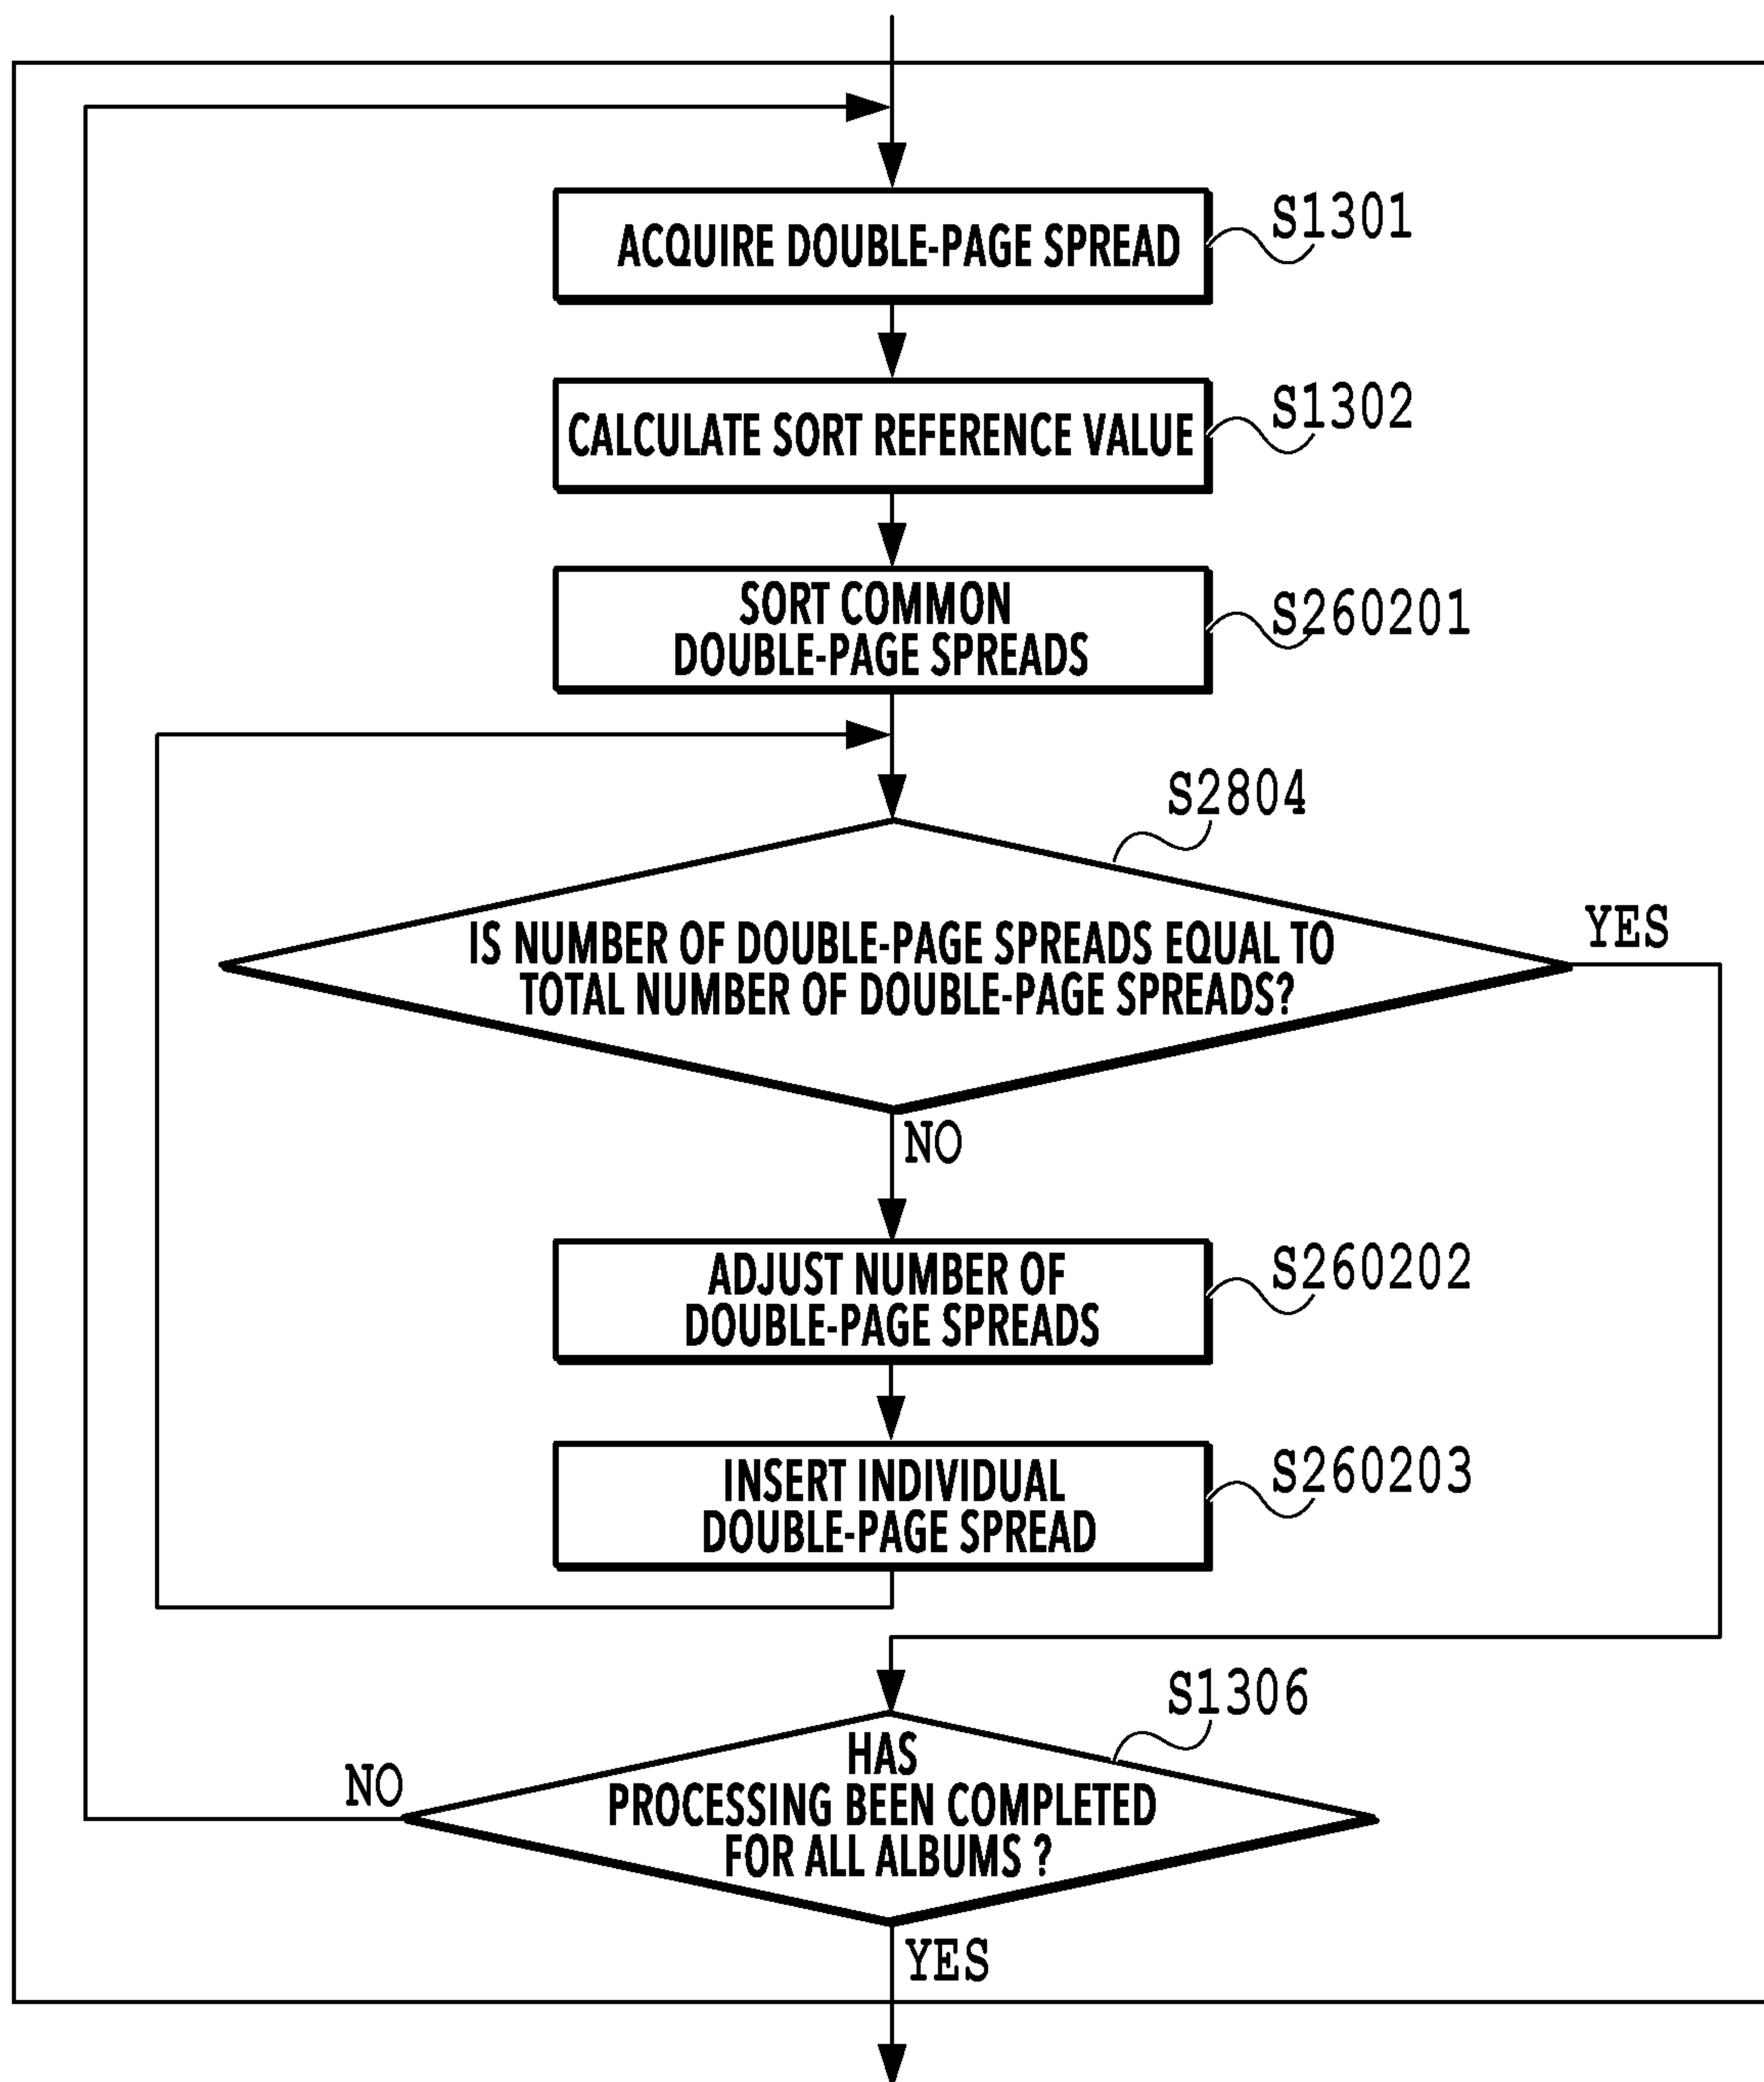 ACQUIRE DOUBLE-PAGE SPREAD
S1301
CALCULATE SORT REFERENCE VALUE
S1302
SORT COMMON
DOUBLE-PAGE SPREADS
S260201
S2804
IS NUMBER OF DOUBLE-PAGE SPREADS EQUAL TO
TOTAL NUMBER OF DOUBLE-PAGE SPREADS?
YES
NO
ADJUST NUMBER OF
DOUBLE-PAGE SPREADS
S260202
INSERT INDIVIDUAL
DOUBLE-PAGE SPREAD
S260203
S1306
HAS
PROCESSING BEEN COMPLETED
FOR ALL ALBUMS ?
NO
YES